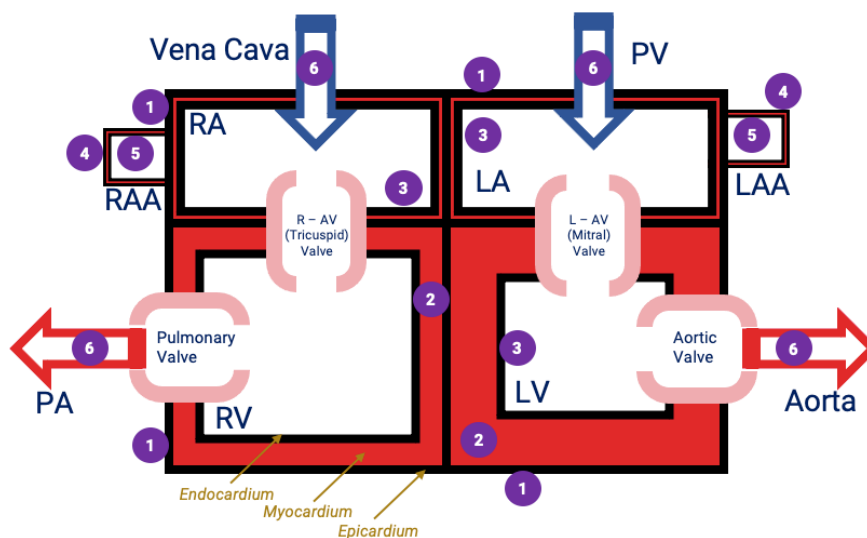 Vena Cava
6
PV
6
1
1
4
RA
3
5
4
5
RAA
3
LA
LAA
R – AV
(Tricuspid)
Valve
L – AV
(Mitral)
Valve
2
6
Pulmonary
Valve
3
Aortic
Valve
6
PA
RV
LV
Aorta
1
2
1
Endocardium
Myocardium
Epicardium